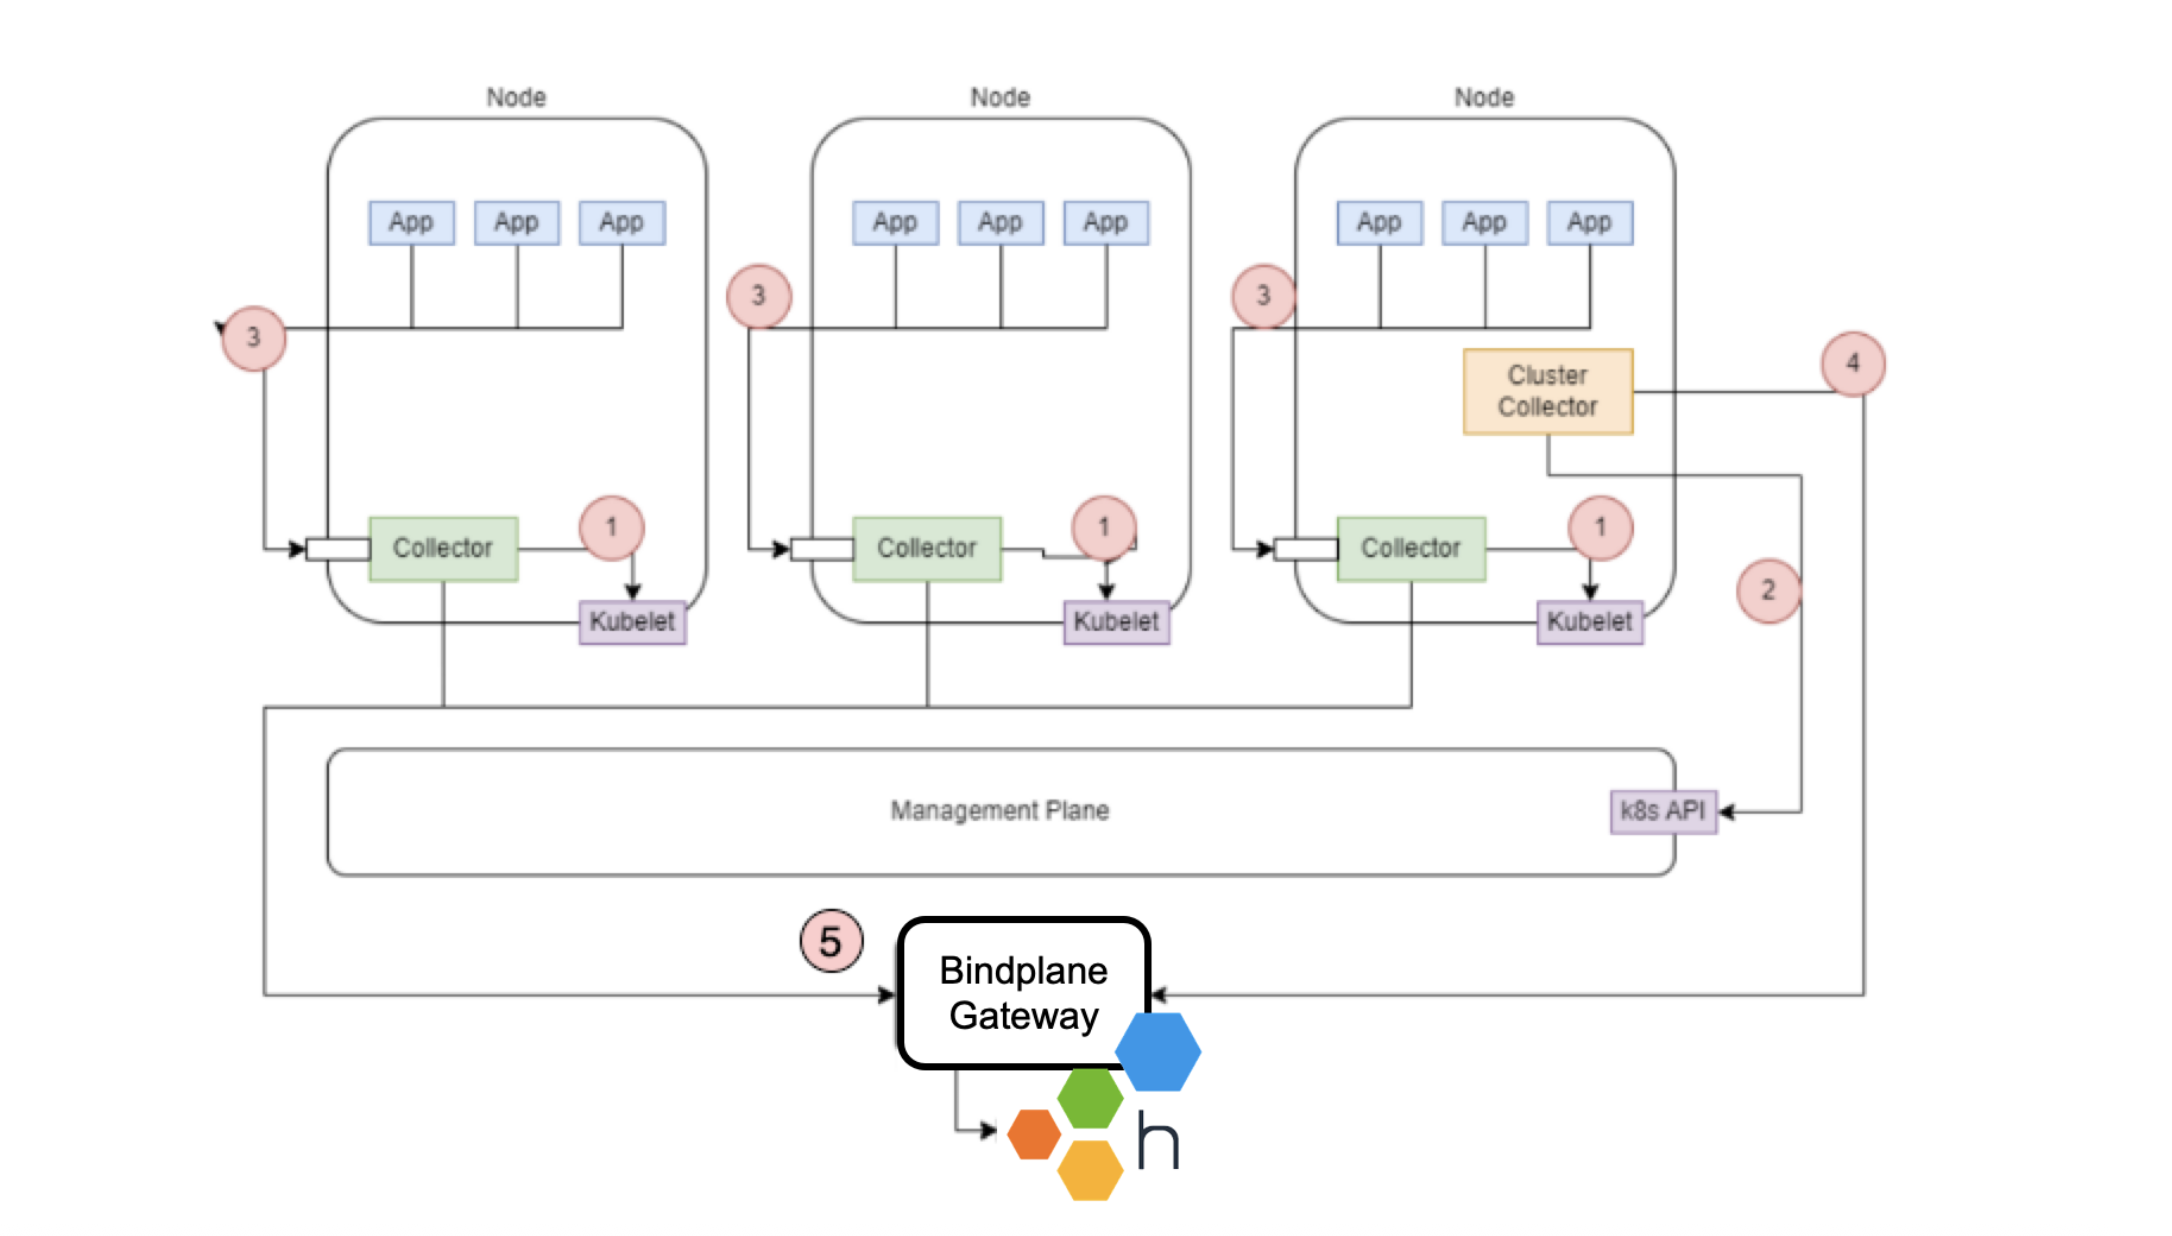 Node
Node
Node
App
App
App
App
App
App
App
App
App
3
3
3
4
Cluster
Collector
1
1
1
Collector
Collector
Collector
2
Kubelet
Kubelet
Kubelet
Management Plane
k8s API
5
Bindplane
Gateway
h